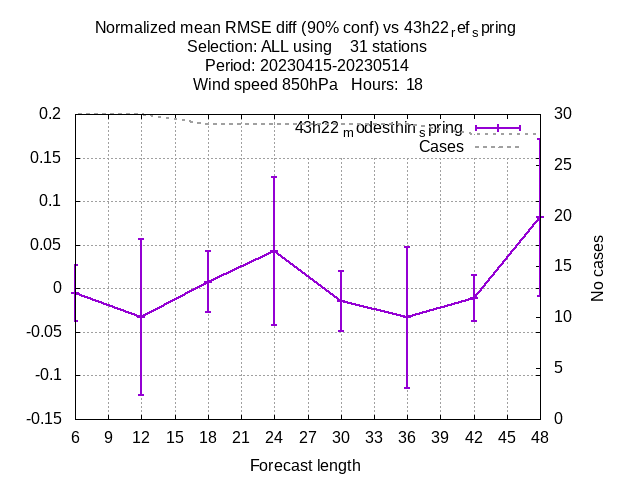 Normalized mean RMSE diff (90% conf) vs 43h22refspring
Selection: ALL using    31 stations
Period: 20230415-20230514
Wind speed 850hPa   Hours:  18
43h22modesthinspring
Cases
0.2
0.15
0.1
0.05
0
-0.05
-0.1
-0.15
30
25
20
15
10
5
0
No cases
6 9 12 15 18 21 24 27 30 33 36 39 42 45 48
Forecast length